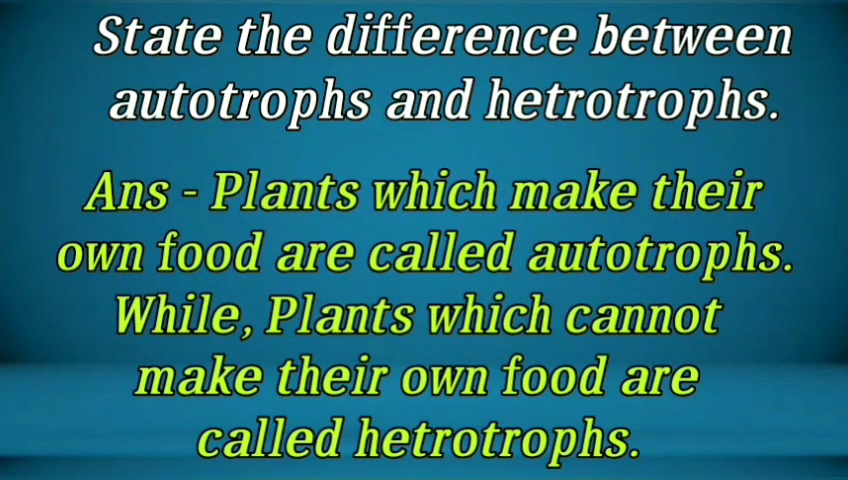 State the difference between
autotrophs and hetrotrophs.
Ans - Plants which make their
own food are called autotrophs.
While, Plants which cannot
make their own food are
called hetrotrophs.